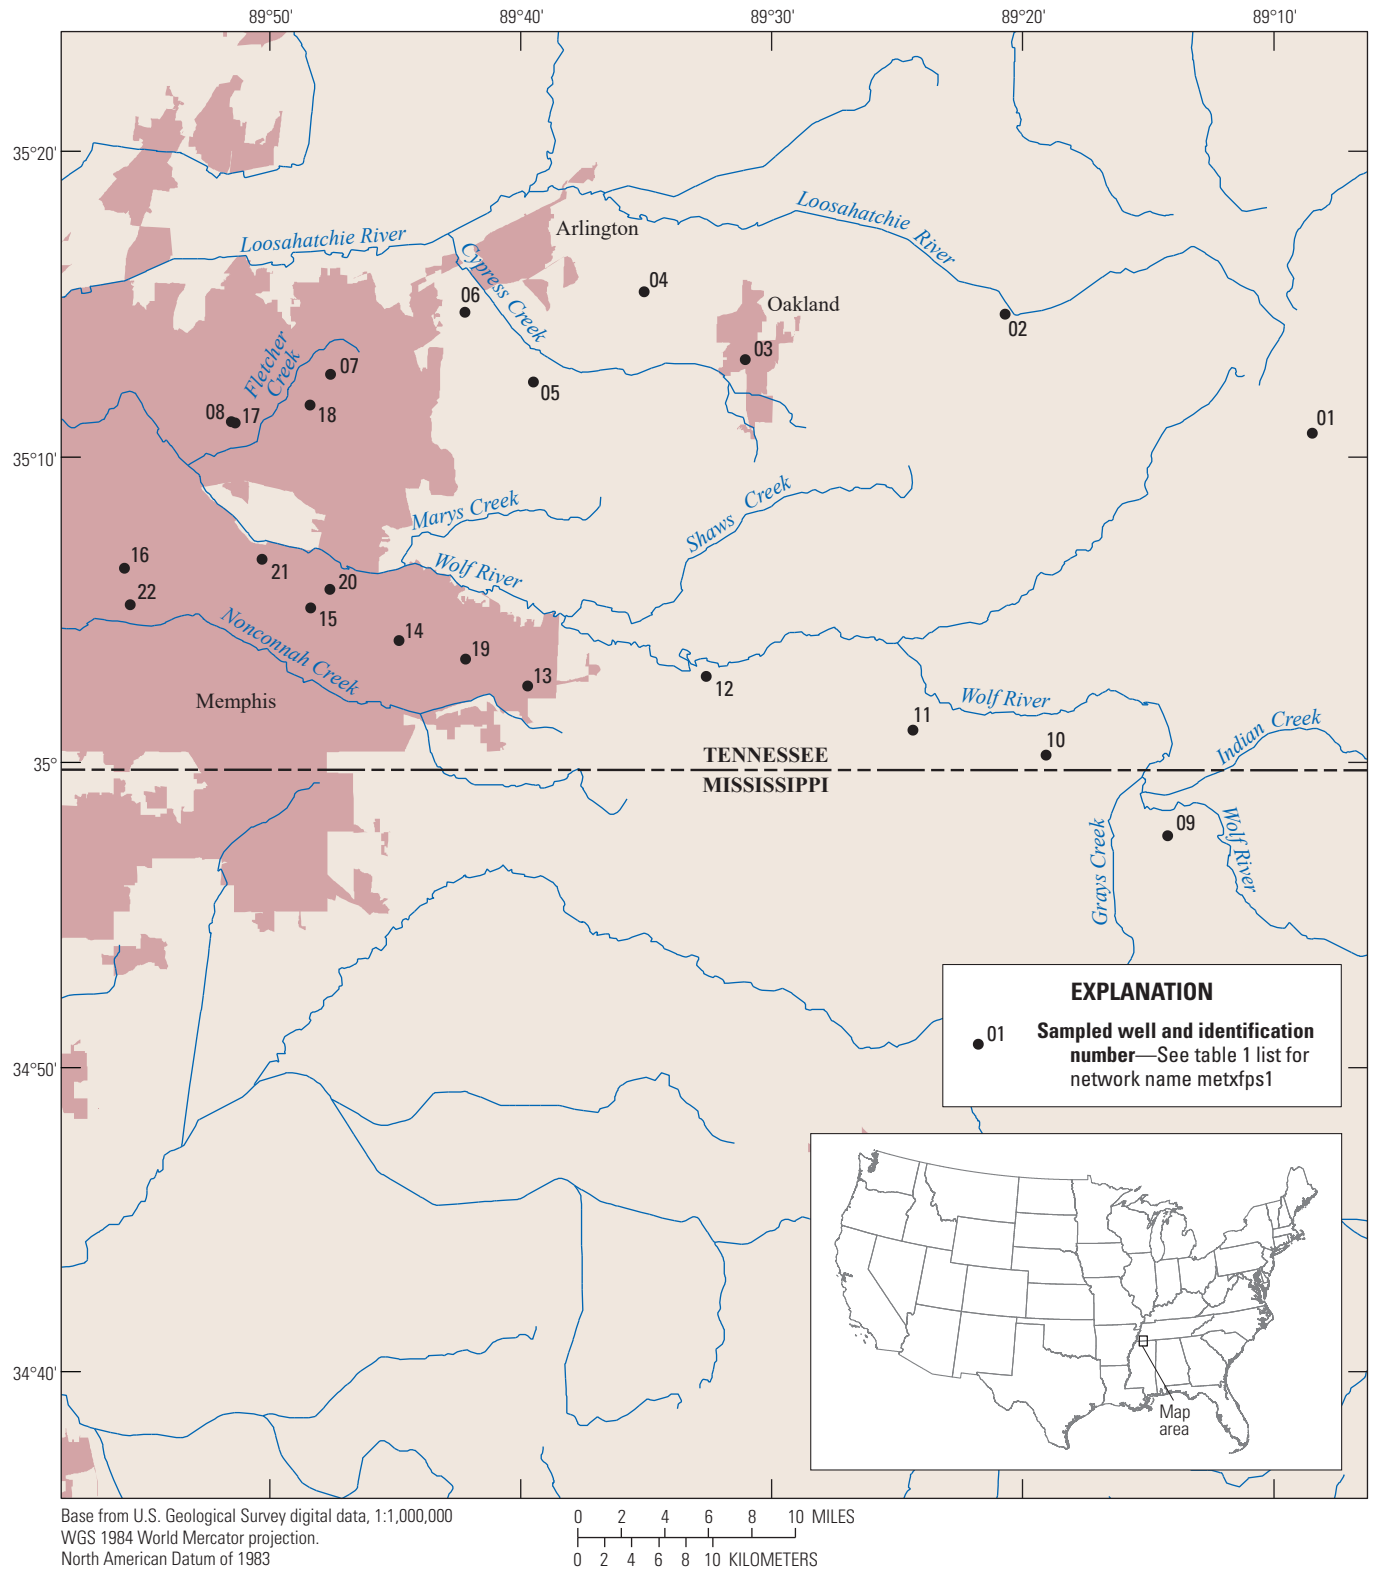 89°50'
89°40'
89°30'
89°20'
89°10'
35°20'
Loosahatchie River
Arlington
Loosahatchie River
Cypress Creek
04
06
Oakland
02
03
Fletcher
Creek
07
05
08
17
18
01
35°10'
Marys Creek
Shaws Creek
Wolf River
16
21
20
22
15
Nonconnah Creek
14
19
13
12
Memphis
Wolf River
11
10
Indian Creek
TENNESSEE
35°
MISSISSIPPI
09
Grays Creek
Wolf River
EXPLANATION
01
Sampled well and identification
number—See table 1 list for
network name metxfps1
34°50'
34°40'
Map
area
Base from U.S. Geological Survey digital data, 1:1,000,000
WGS 1984 World Mercator projection.
North American Datum of 1983
0 2 4 6 8 10 MILES
0 2 4 6 8 10 KILOMETERS